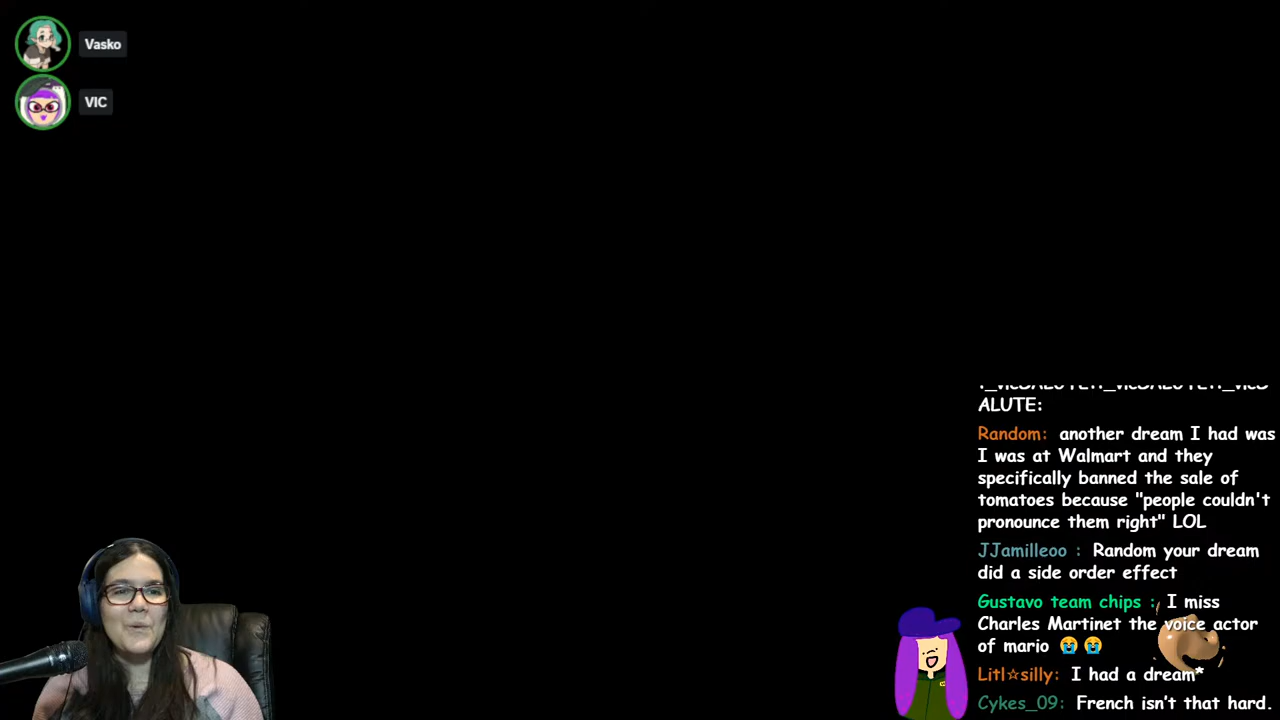 Vasko
VIC
ALUTE:
Random: another dream I had was
I was at Walmart and they
specifically banned the sale of
tomatoes because "people couldn't
pronounce them right" LOL
JJamilleoo : Random your dream
did a side order effect
Gustavo team chips : I miss
Charles Martinet the voice actor
of mario 😭😭
Litl☆silly: I had a dream*
Cykes_09: French isn't that hard.